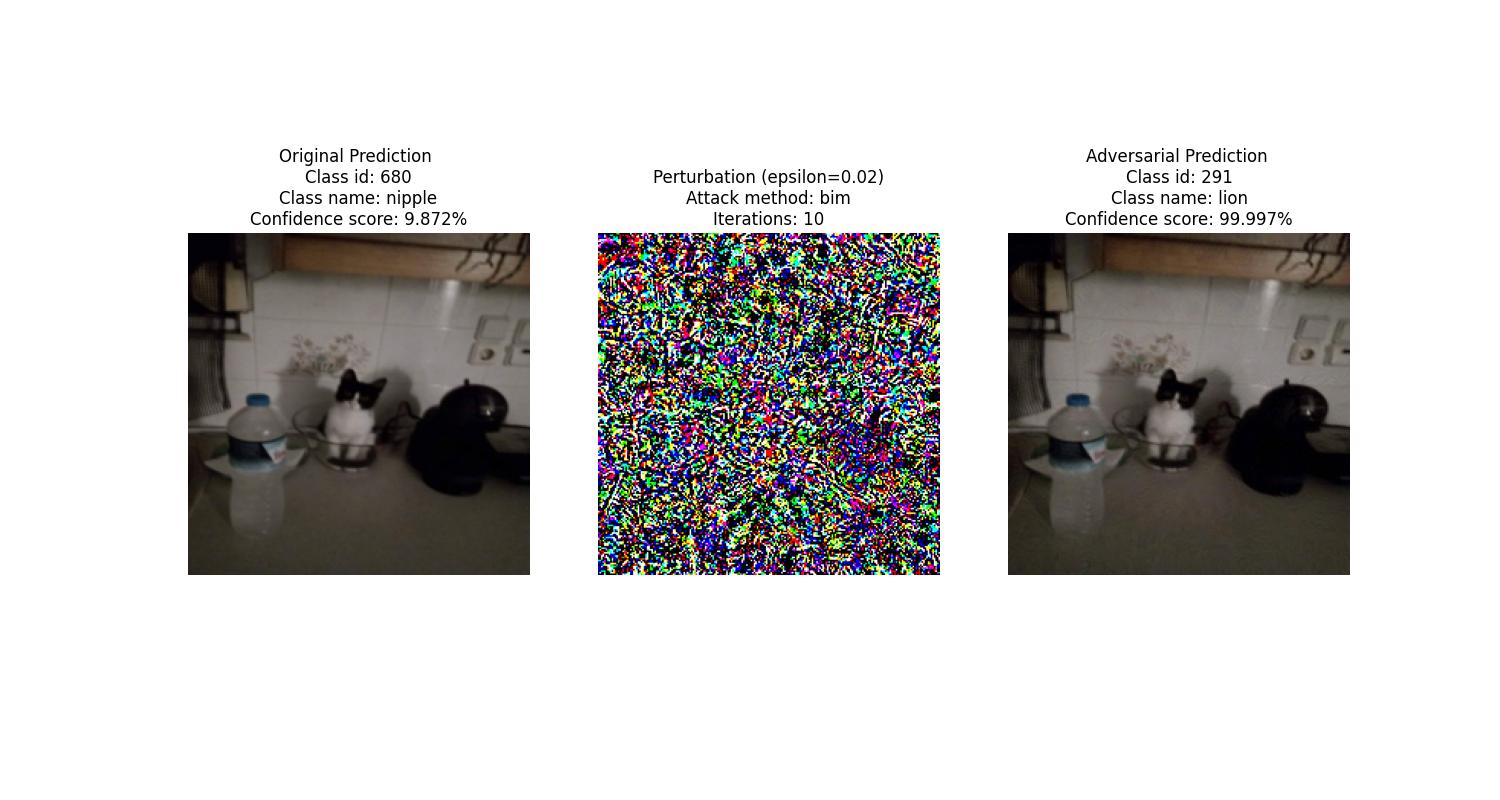 Original Prediction
Class id: 680
Class name: nipple
Confidence score: 9.872%
Perturbation (epsilon=0.02)
Attack method: bim
Iterations: 10
Adversarial Prediction
Class id: 291
Class name: lion
Confidence score: 99.997%